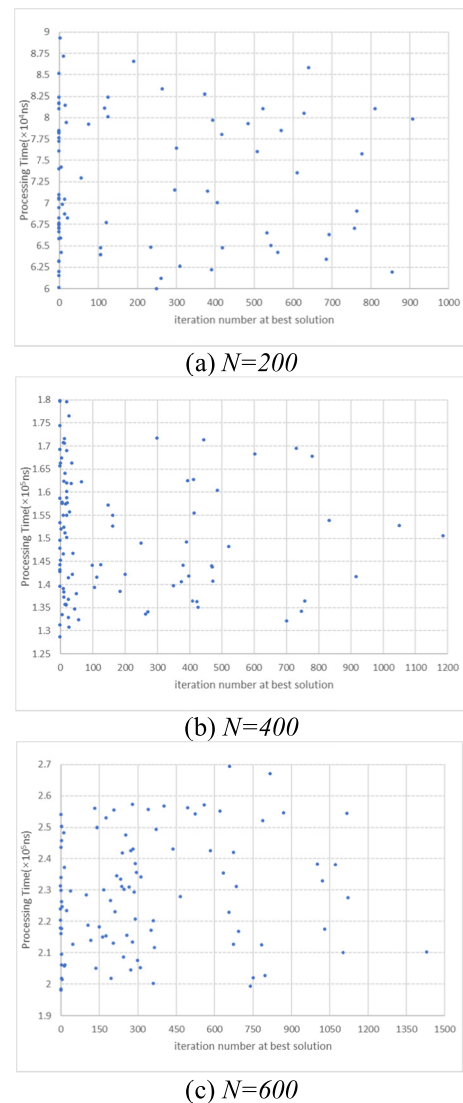 9
8.75
8.5
8.25
8
7.75
7.5
7.25
7
6.75
6.5
6.25
6
Processing Time(×10⁴ns)
0 100 200 300 400 500 600 700 800 900 1000
iteration number at best solution
(a) N=200
1.8
1.75
1.7
1.65
1.6
1.55
1.5
1.45
1.4
1.35
1.3
1.25
Processing Time(×10⁵ns)
0 100 200 300 400 500 600 700 800 900 1000 1100 1200
iteration number at best solution
(b) N=400
2.7
2.6
2.5
2.4
2.3
2.2
2.1
2
1.9
Processing Time(×10⁵ns)
0 150 300 450 600 750 900 1050 1200 1350 1500
iteration number at best solution
(c) N=600